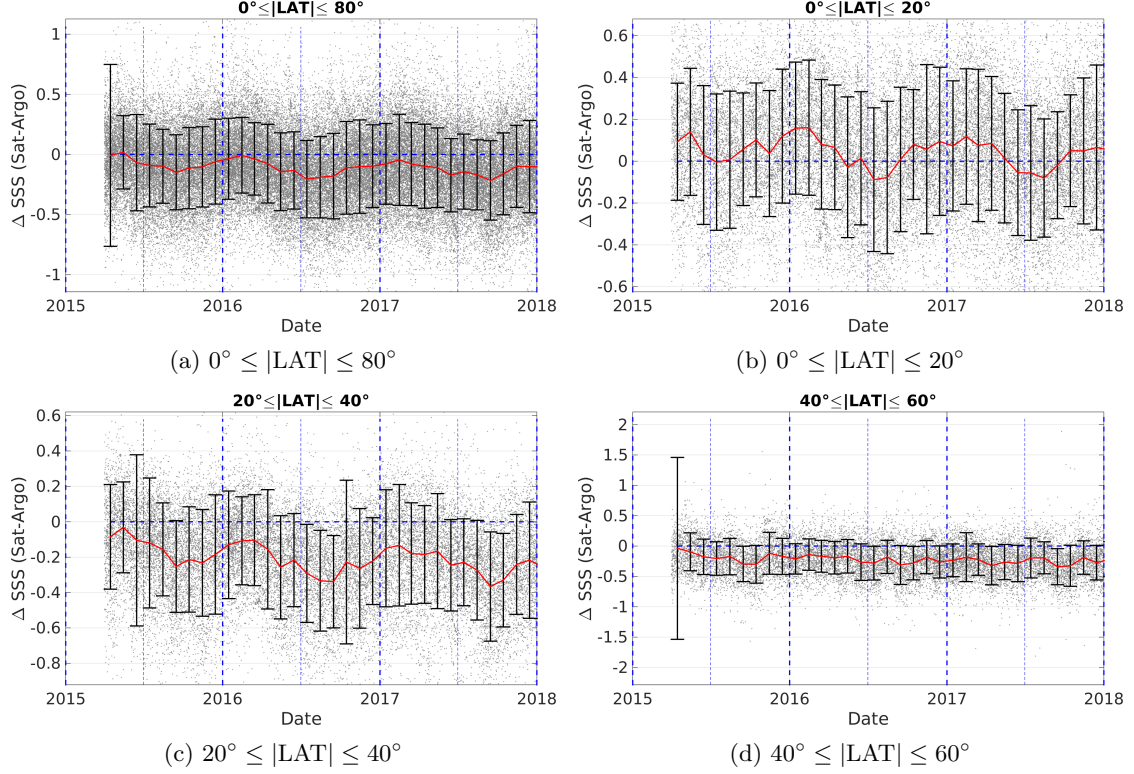 0°≤|LAT|≤ 80°
Δ SSS (Sat-Argo)
1
0.5
0
-0.5
-1
2015 2016 2017 2018
Date
(a) 0° ≤ |LAT| ≤ 80°
0°≤|LAT|≤ 20°
Δ SSS (Sat-Argo)
0.6
0.4
0.2
0
-0.2
-0.4
-0.6
2015 2016 2017 2018
Date
(b) 0° ≤ |LAT| ≤ 20°
20°≤|LAT|≤ 40°
Δ SSS (Sat-Argo)
0.6
0.4
0.2
0
-0.2
-0.4
-0.6
-0.8
2015 2016 2017 2018
Date
(c) 20° ≤ |LAT| ≤ 40°
40°≤|LAT|≤ 60°
Δ SSS (Sat-Argo)
2
1.5
1
0.5
0
-0.5
-1
-1.5
-2
2015 2016 2017 2018
Date
(d) 40° ≤ |LAT| ≤ 60°